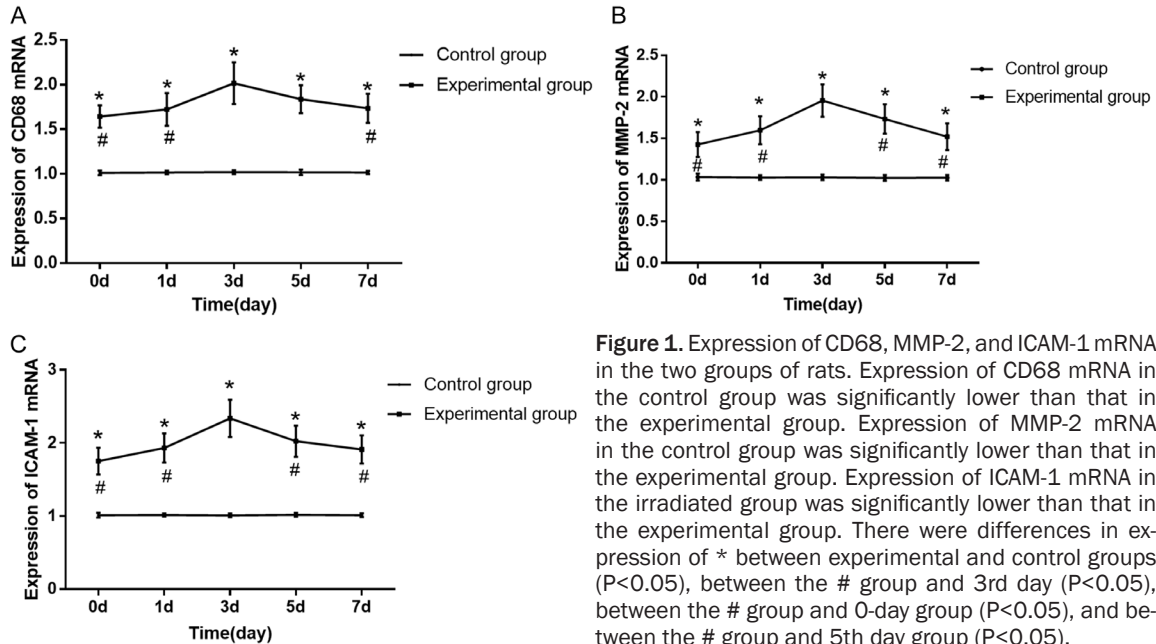 A
Expression of CD68 mRNA
2.5
2.0
1.5
1.0
0.5
0.0
* * * * *
# # #
0d 1d 3d 5d 7d
Time(day)
Control group
Experimental group
B
Expression of MMP-2 mRNA
2.5
2.0
1.5
1.0
0.5
0.0
* * * * *
# # # #
0d 1d 3d 5d 7d
Time(day)
Control group
Experimental group
C
Expression of ICAM-1 mRNA
3
2
1
0
* * * * *
# # # #
0d 1d 3d 5d 7d
Time(day)
Control group
Experimental group
Figure 1. Expression of CD68, MMP-2, and ICAM-1 mRNA
in the two groups of rats. Expression of CD68 mRNA in
the control group was significantly lower than that in
the experimental group. Expression of MMP-2 mRNA
in the control group was significantly lower than that in
the experimental group. Expression of ICAM-1 mRNA in
the irradiated group was significantly lower than that in
the experimental group. There were differences in ex-
pression of * between experimental and control groups
(P<0.05), between the # group and 3rd day (P<0.05),
between the # group and 0-day group (P<0.05), and be-
tween the # group and 5th day group (P<0.05).